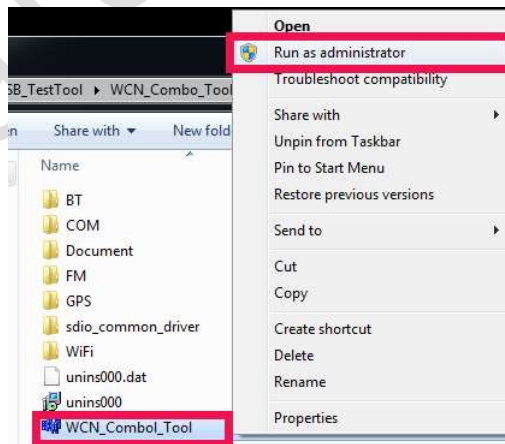 Open
Run as administrator
Troubleshoot compatibility
SB_TestTool ▸ WCN_Combo_Tool
Share with
New fold
Share with
Unpin from Taskbar
Pin to Start Menu
Restore previous versions
Send to
Cut
Copy
Create shortcut
Delete
Rename
Properties
Name
BT
COM
Document
FM
GPS
sdio_common_driver
WiFi
unins000.dat
unins000
WCN_Combol_Tool